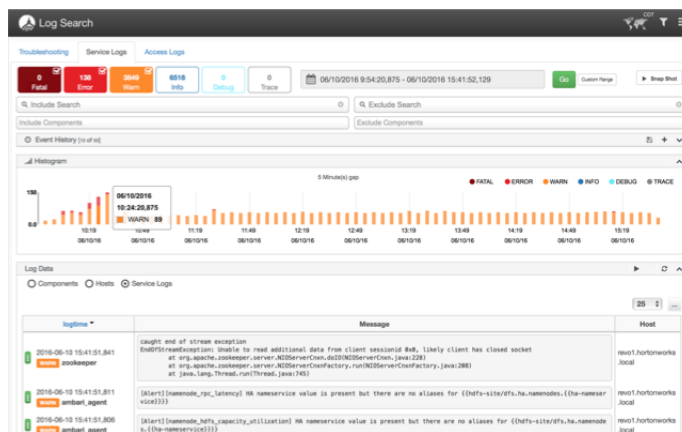 Log Search
CDT
Troubleshooting Service Logs Access Logs
0 Fatal
138 Error
3849 Warn
6518 Info
0 Debug
0 Trace
06/10/2016 9:54:20,875 - 06/10/2016 15:41:52,129
Go
Custom Range
Snap Shot
Include Search
Exclude Search
Include Components
Exclude Components
Event History [10 of 50]
Histogram
5 Minute(s) gap
FATAL ERROR WARN INFO DEBUG TRACE
150
0.0
06/10/2016
10:24:20,875
WARN 89
10:19 10:49 11:19 11:49 12:19 12:49 13:19 13:49 14:19 14:49 15:19
06/10/16 06/10/16 06/10/16 06/10/16 06/10/16 06/10/16 06/10/16 06/10/16 06/10/16 06/10/16 06/10/16
Log Data
Components Hosts Service Logs
25
...
logtime Message Host
2016-06-10 15:41:51,841
WARN zookeeper
caught end of stream exception
EndOfStreamException: Unable to read additional data from client sessionid 0x0, likely client has closed socket
at org.apache.zookeeper.server.NIOServerCnxn.doIO(NIOServerCnxn.java:228)
at org.apache.zookeeper.server.NIOServerCnxnFactory.run(NIOServerCnxnFactory.java:208)
at java.lang.Thread.run(Thread.java:745)
revo1.hortonworks
.local
2016-06-10 15:41:51,811
WARN ambari_agent
[Alert][namenode_rpc_latency] HA nameservice value is present but there are no aliases for {{hdfs-site/dfs.ha.namenodes.{{ha-nameser
vice}}}}
revo1.hortonworks
.local
2016-06-10 15:41:51,806
WARN ambari_agent
[Alert][namenode_hdfs_capacity_utilization] HA nameservice value is present but there are no aliases for {{hdfs-site/dfs.ha.namenode
s.{{ha-nameservice}}}}
revo1.hortonworks
.local